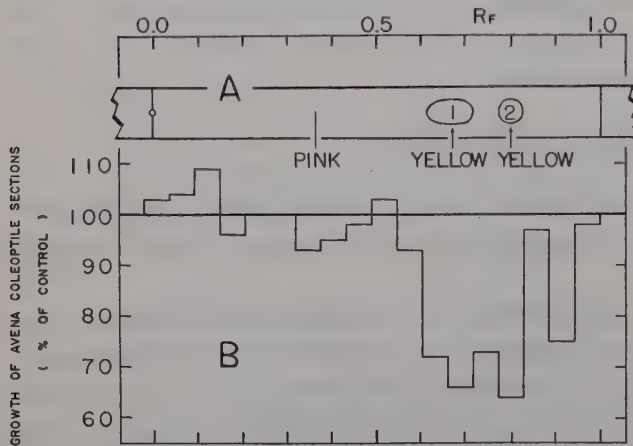 0.0 0.5 RF 1.0
A 1 2
PINK YELLOW YELLOW
GROWTH OF AVENA COLEOPTILE SECTIONS
( % OF CONTROL )
110
100
90
80
70
60
B